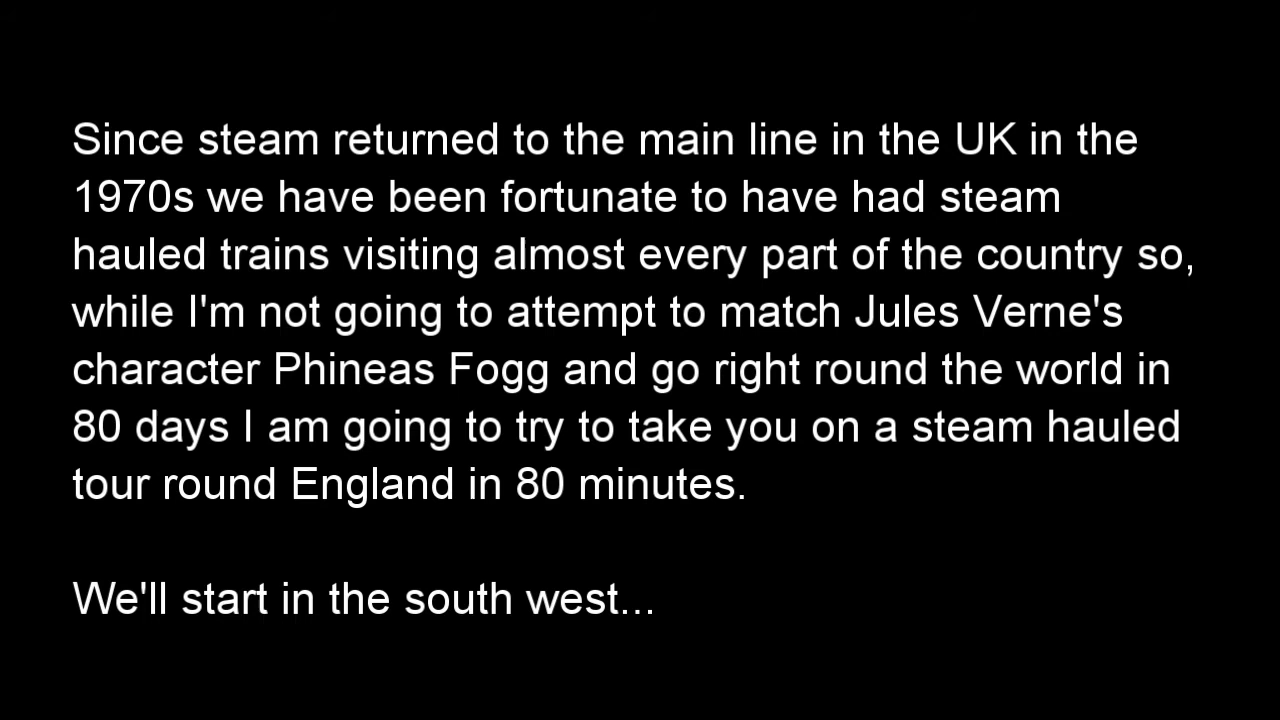 Since steam returned to the main line in the UK in the
1970s we have been fortunate to have had steam
hauled trains visiting almost every part of the country so,
while I'm not going to attempt to match Jules Verne's
character Phineas Fogg and go right round the world in
80 days I am going to try to take you on a steam hauled
tour round England in 80 minutes.
We'll start in the south west...